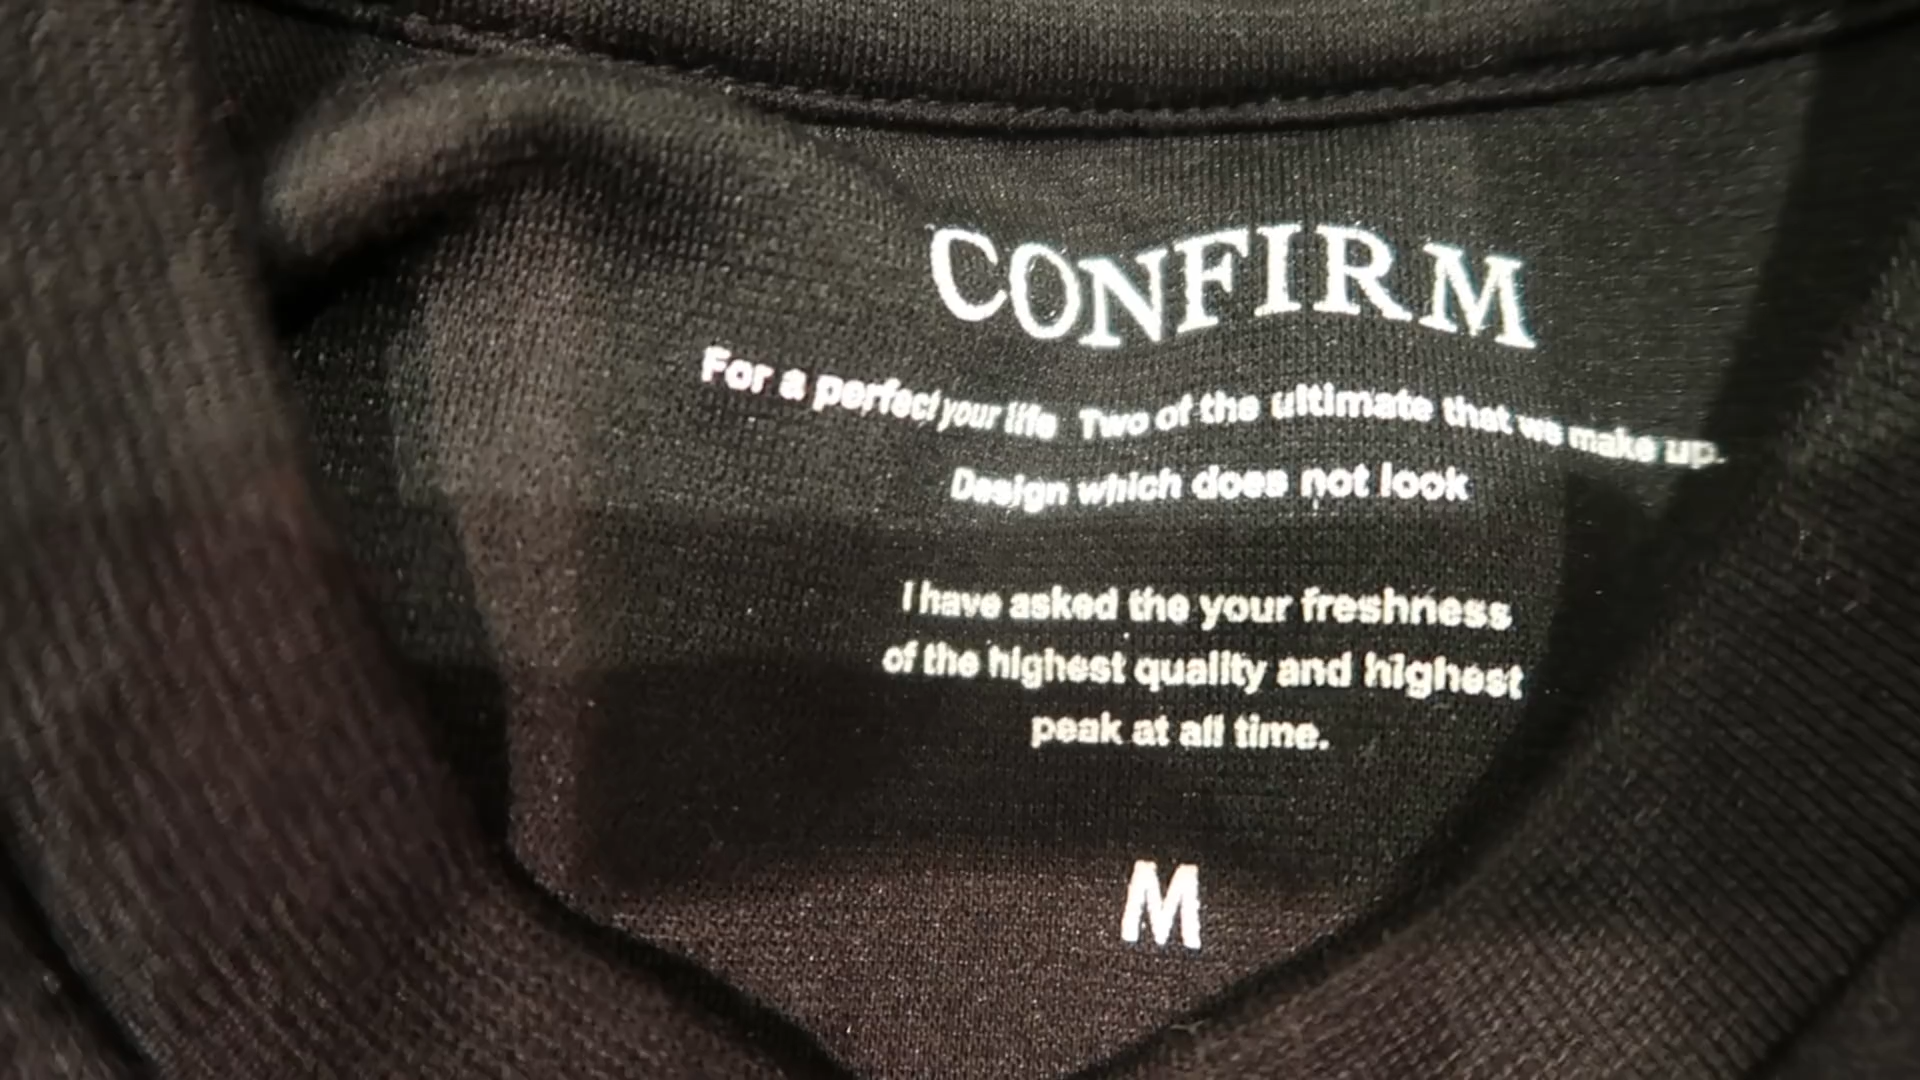 CONFIRM
For a perfect your life Two of the ultimate that we make up.
Design which does not look
I have asked the your freshness
of the highest quality and highest
peak at all time.
M